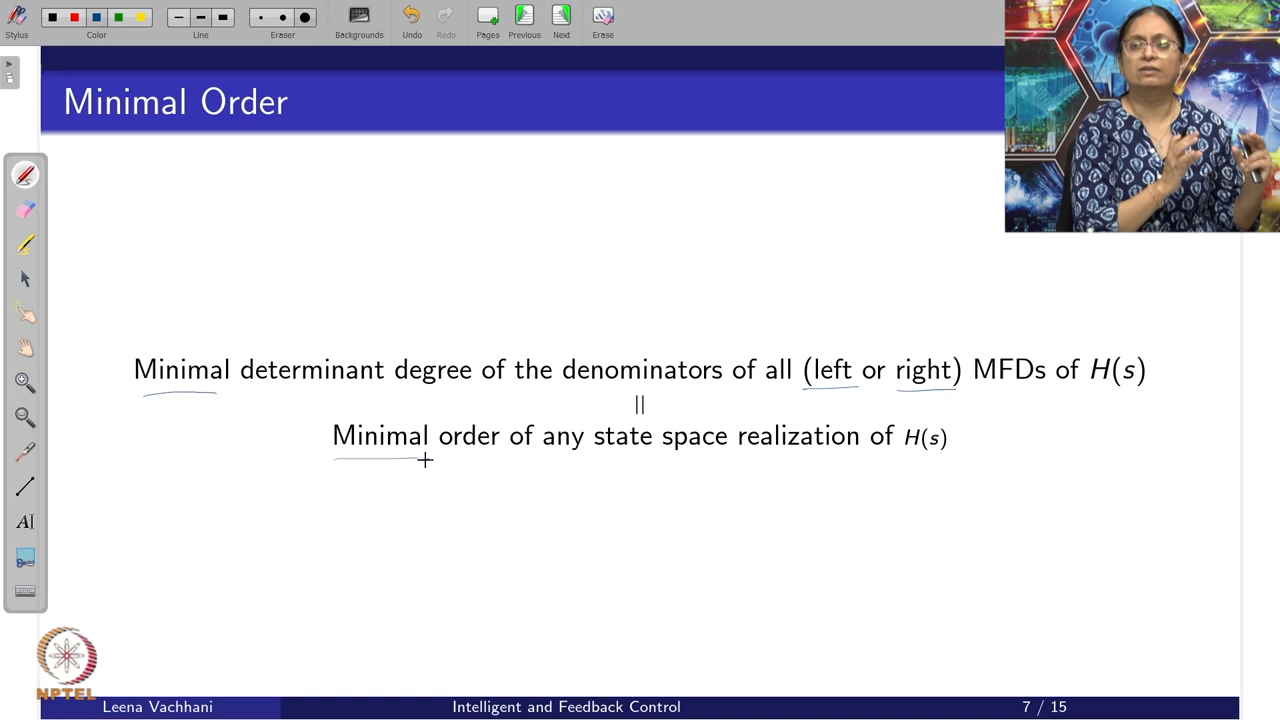 Stylus
Color
Line
Eraser
Backgrounds
Undo
Redo
Pages
Previous
Next
Erase
Minimal Order
Minimal determinant degree of the denominators of all (left or right) MFDs of H(s)
||
Minimal order of any state space realization of H(s)
AI
NPTEL
Leena Vachhani
Intelligent and Feedback Control
7 / 15